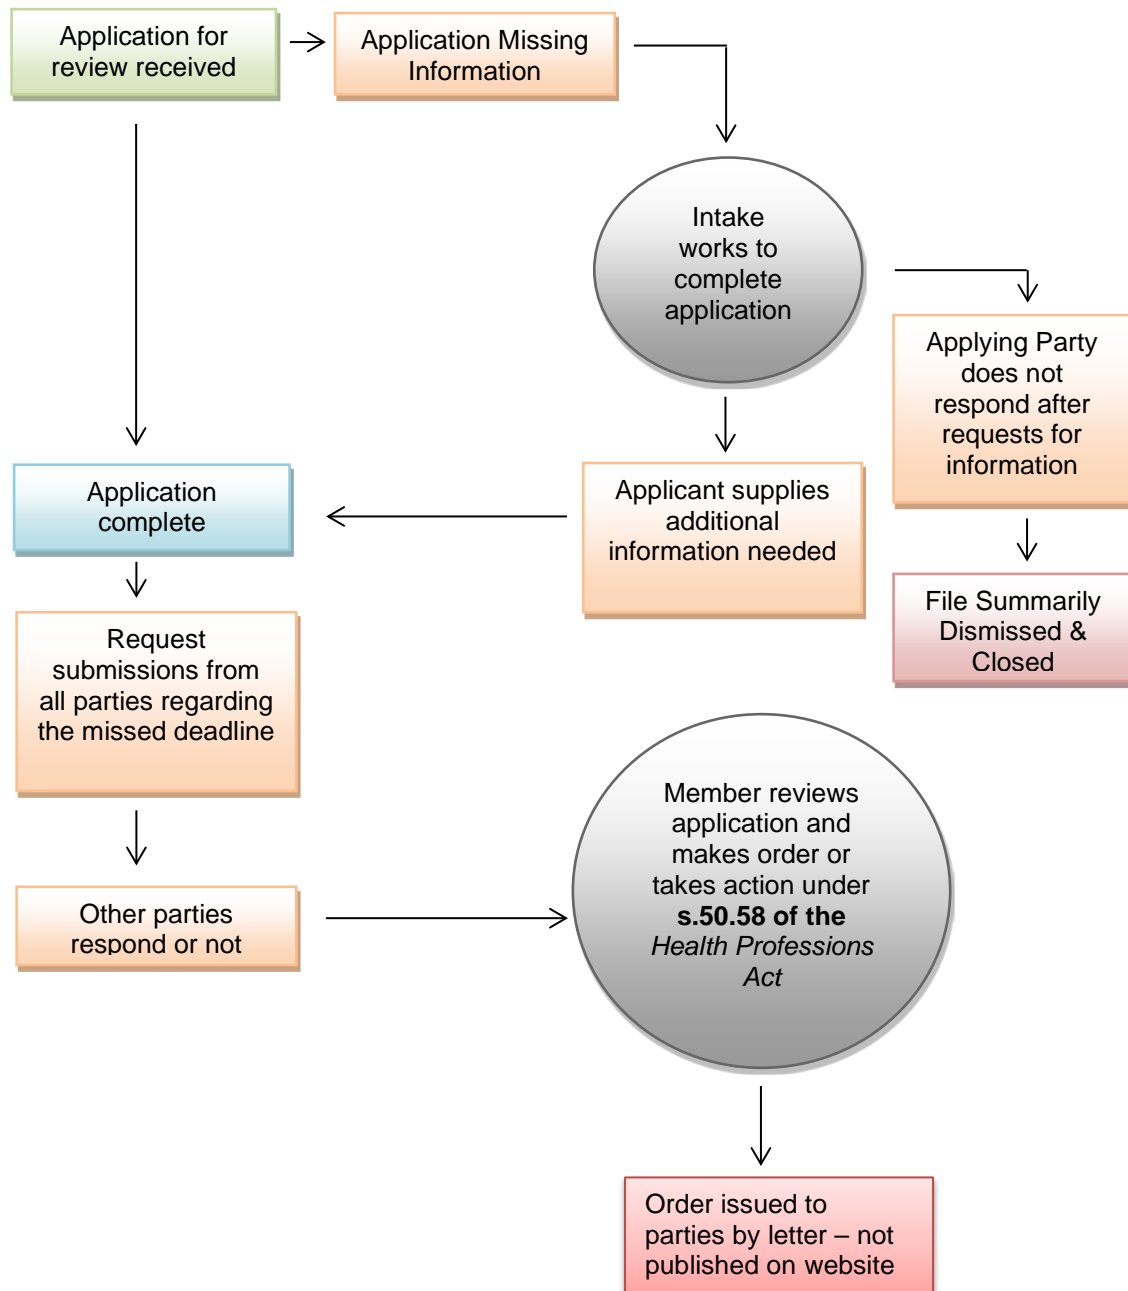 Application for
review received
Application Missing
Information
Intake
works to
complete
application
Applying Party
does not
respond after
requests for
information
Application
complete
Applicant supplies
additional
information needed
File Summarily
Dismissed &
Closed
Request
submissions from
all parties regarding
the missed deadline
Member reviews
application and
makes order or
takes action under
s.50.58 of the
Health Professions
Act
Other parties
respond or not
Order issued to
parties by letter – not
published on website